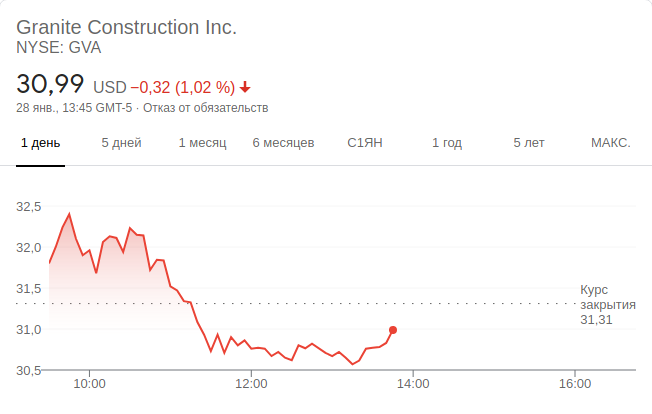 Granite Construction Inc.
NYSE: GVA
30,99 USD −0,32 (1,02 %)
28 янв., 13:45 GMT-5 · Отказ от обязательств
1 день 5 дней 1 месяц 6 месяцев С1ЯН 1 год 5 лет МАКС.
32,5
32,0
31,5
31,0
30,5
Курс
закрытия
31,31
10:00 12:00 14:00 16:00